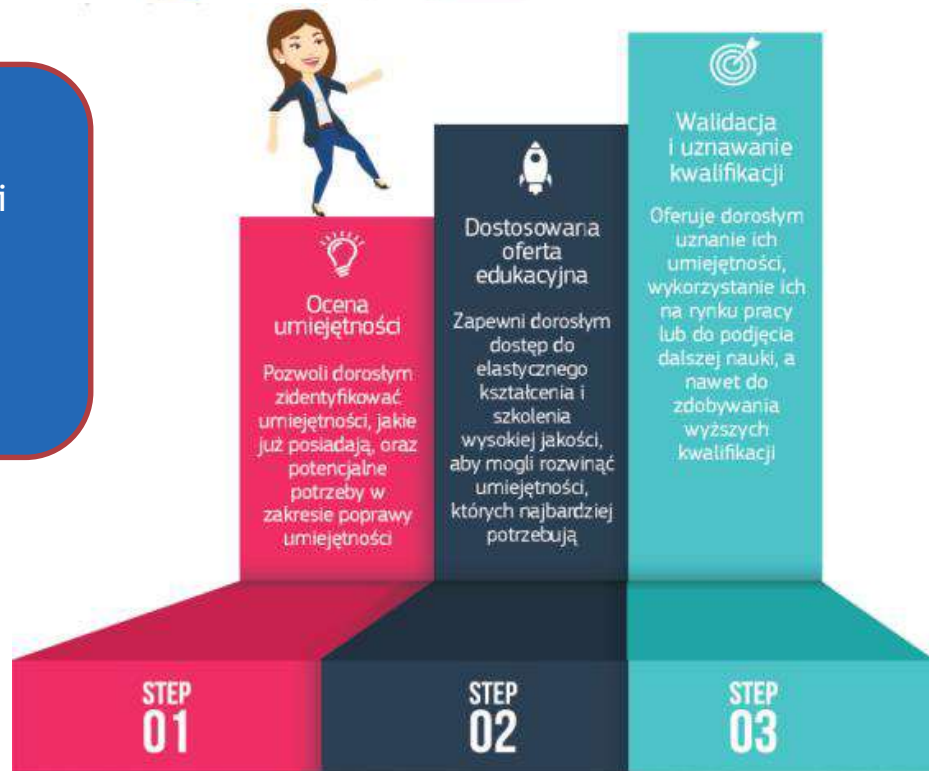 i
Ocena
umiejętności
Pozwoli dorosłym
zidentyfikować
umiejętności, jakie
już posiadają, oraz
potencjalne
potrzeby w
zakresie poprawy
umiejętności
Dostosowana
oferta
edukacyjna
Zapewni dorosłym
dostęp do
elastycznego
kształcenia i
szkolenia
wysokiej jakości,
aby mogli rozwinąć
umiejętności,
których najbardziej
potrzebują
Walidacja
i uznawanie
kwalifikacji
Oferuje dorosłym
uznanie ich
umiejętności,
wykorzystanie ich
na rynku pracy
lub do podjęcia
dalszej nauki, a
nawet do
zdobywania
wyższych
kwalifikacji
STEP
01
STEP
02
STEP
03